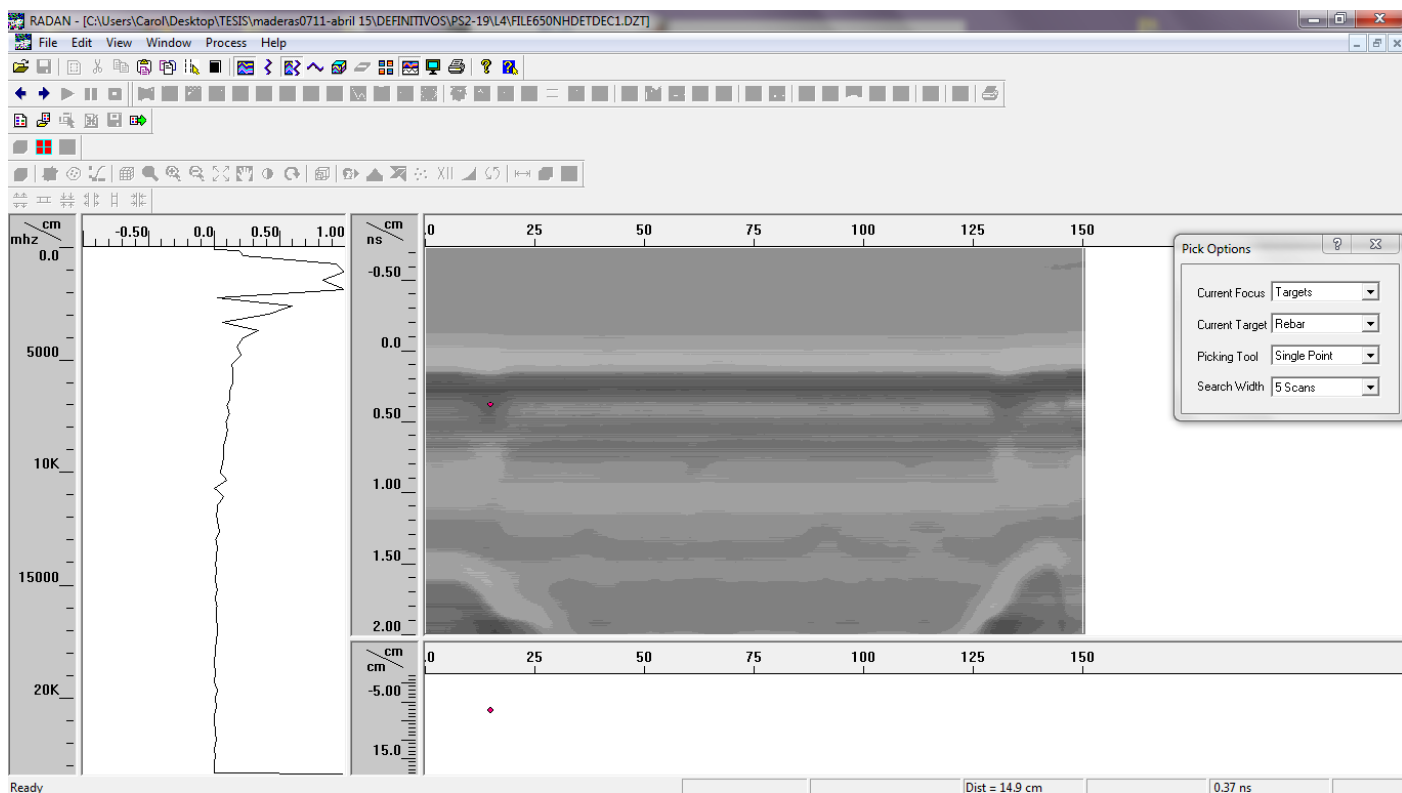 RADAN - [C:\Users\Carol\Desktop\TESIS\maderas0711-abril 15\DEFINITIVOS\PS2-19\L4\FILE650NHDETDEC1.DZT]
File Edit View Window Process Help
XII
cm
mhz
-0.50 0.0 0.50 1.00
0.0
5000
10K
15000
20K
cm
ns
.0 25 50 75 100 125 150
-0.50
0.0
0.50
1.00
1.50
2.00
cm
cm
.0 25 50 75 100 125 150
-5.00
15.0
Pick Options
Current Focus Targets
Current Target Rebar
Picking Tool Single Point
Search Width 5 Scans
Ready Dist = 14.9 cm 0.37 ns